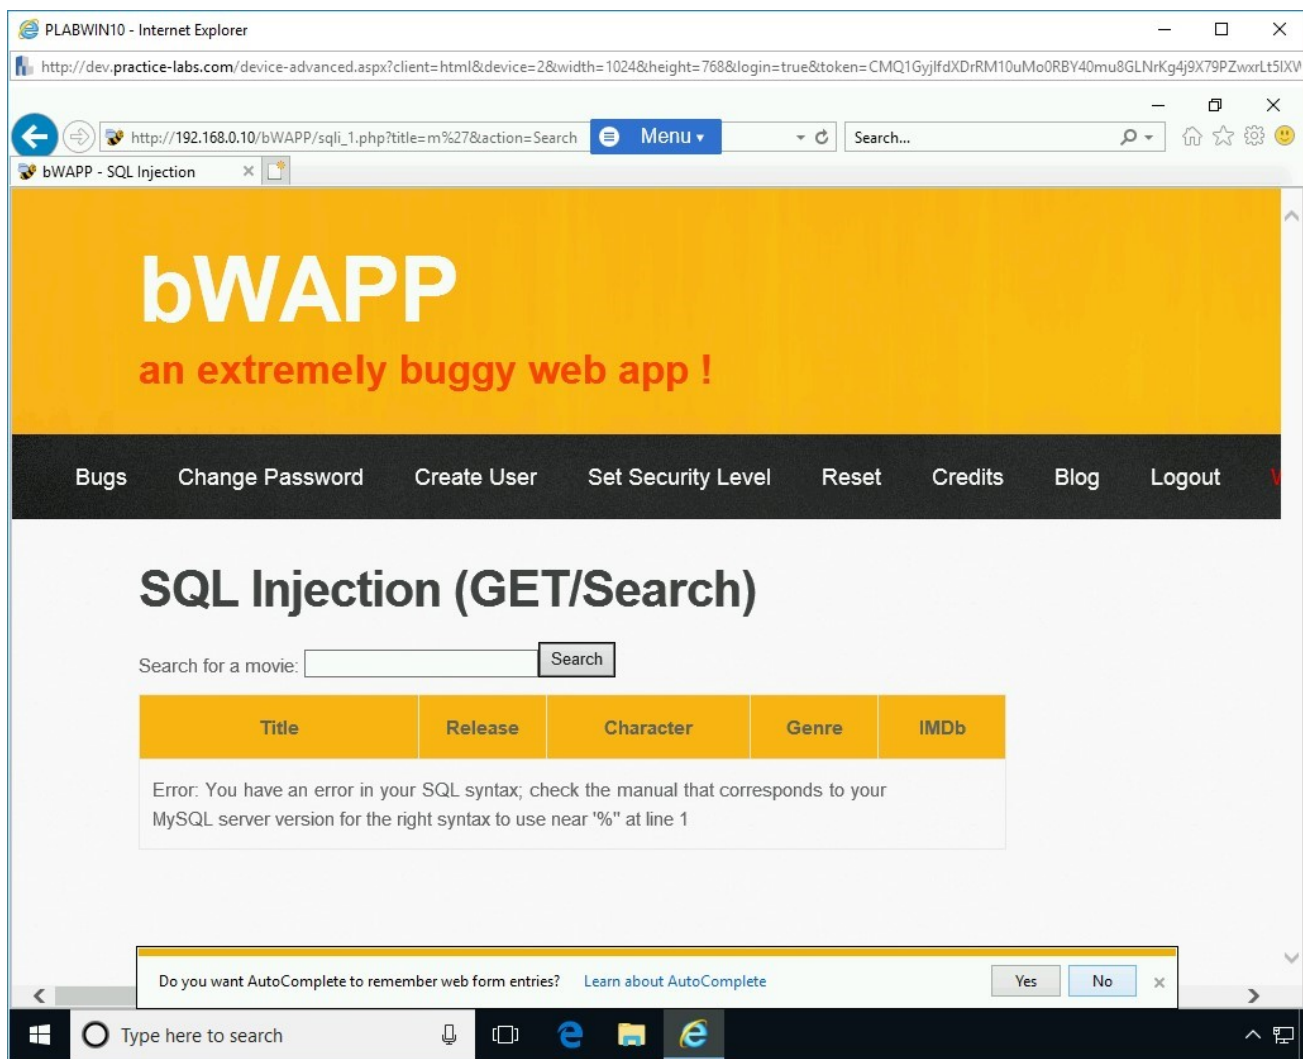 PLABWIN10 - Internet Explorer
http://dev.practice-labs.com/device-advanced.aspx?client=html&device=2&width=1024&height=768&login=true&token=CMQ1GyjlfdXDrRM10uMo0RBY40mu8GLNrKg4j9X79PZwxrLt5IXV
http://192.168.0.10/bWAPP/sqli_1.php?title=m%27&action=Search Menu Search...
bWAPP - SQL Injection
bWAPP
an extremely buggy web app !
Bugs Change Password Create User Set Security Level Reset Credits Blog Logout
SQL Injection (GET/Search)
Search for a movie: Search
Title Release Character Genre IMDb
Error: You have an error in your SQL syntax; check the manual that corresponds to your
MySQL server version for the right syntax to use near '%'' at line 1
Do you want AutoComplete to remember web form entries? Learn about AutoComplete Yes No
Type here to search